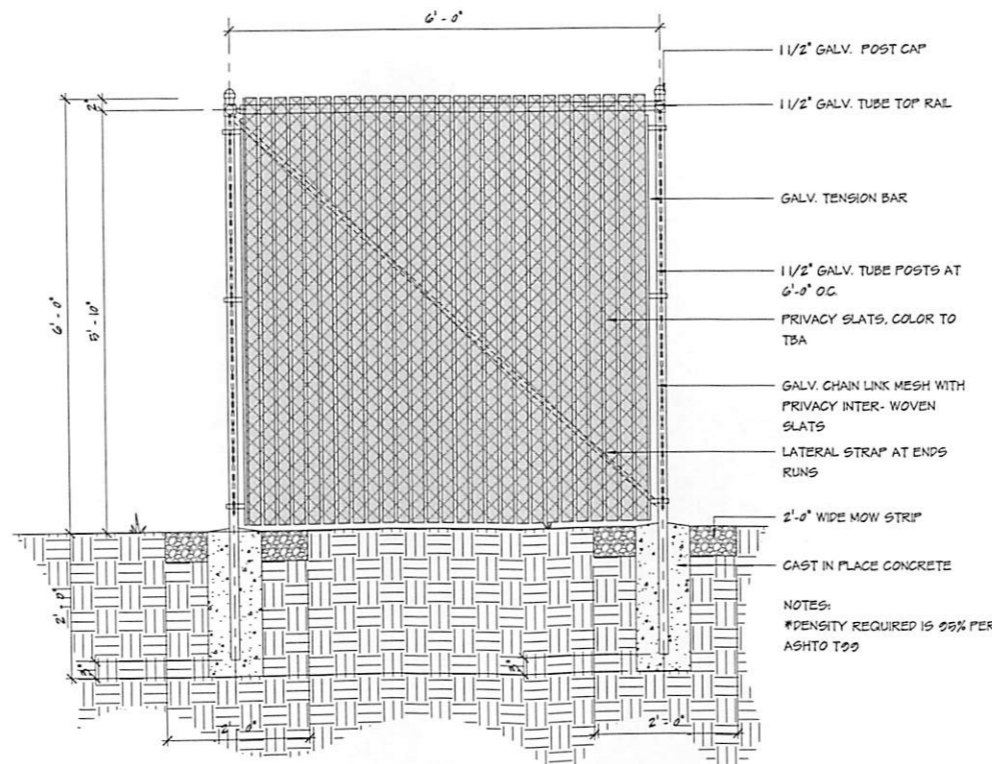 6'-0"
1 1/2" GALV. POST CAP
2"
1 1/2" GALV. TUBE TOP RAIL
GALV. TENSION BAR
1 1/2" GALV. TUBE POSTS AT
6'-0" O.C.
6'-0"
5'-10"
PRIVACY SLATS, COLOR TO
TBA
GALV. CHAIN LINK MESH WITH
PRIVACY INTER- WOVEN
SLATS
LATERAL STRAP AT ENDS
RUNS
2'-0" WIDE MOW STRIP
CAST IN PLACE CONCRETE
2'-0"
NOTES:
*DENSITY REQUIRED IS 95% PER
ASHTO T99
2'-0"
2'-0"